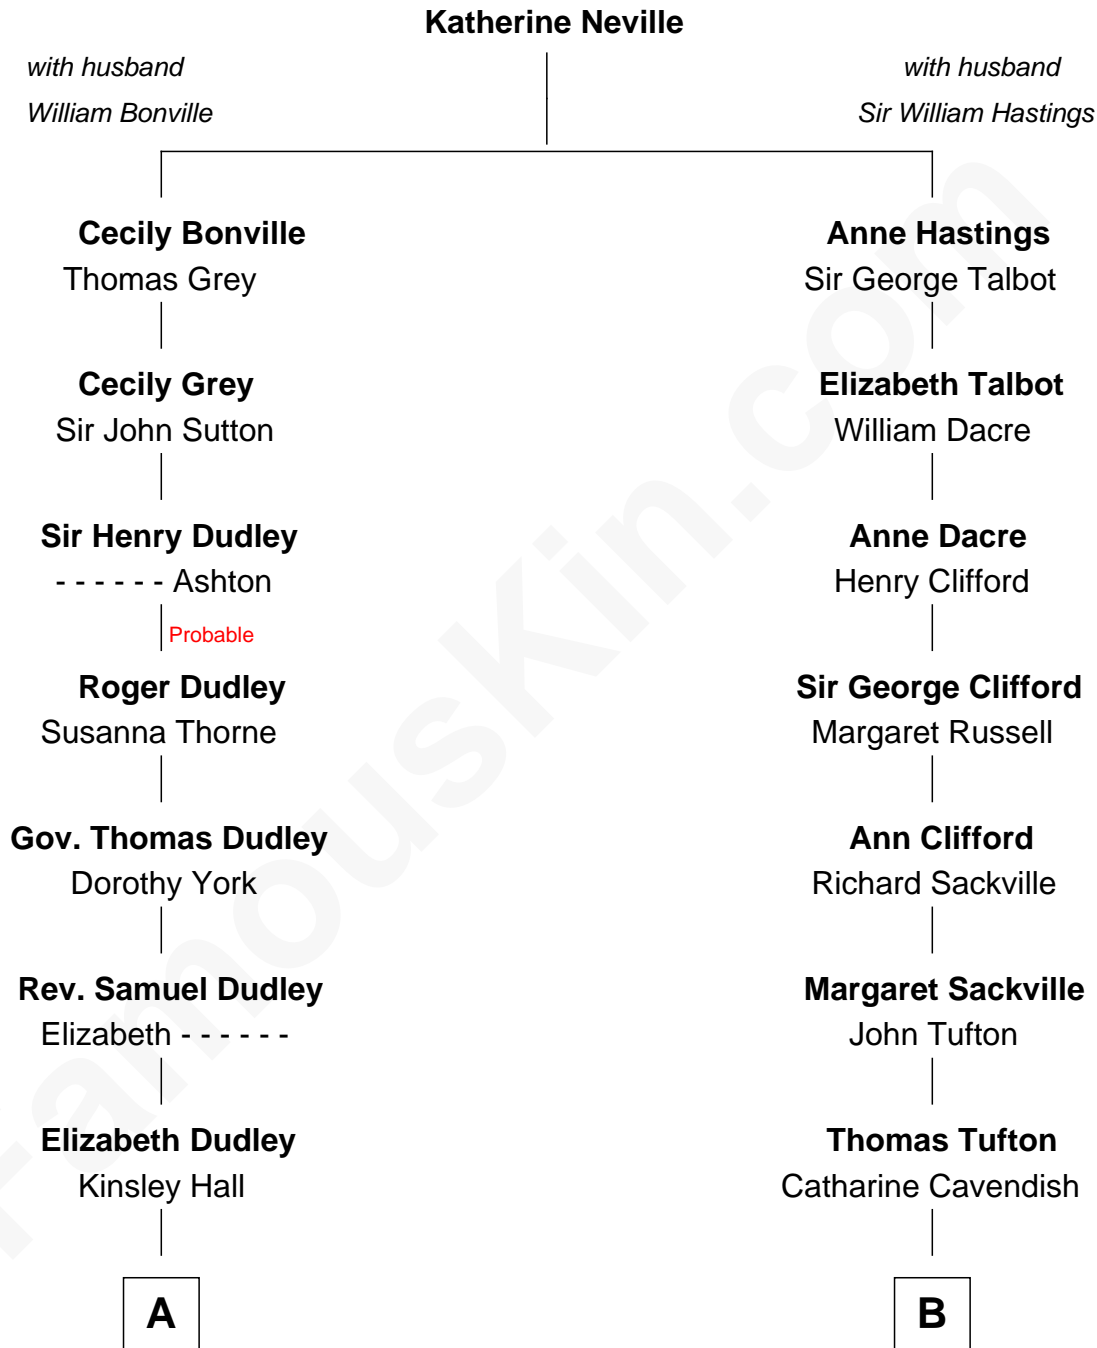 Katherine Neville
with husband
William Bonville
with husband
Sir William Hastings
Cecily Bonville
Thomas Grey
Anne Hastings
Sir George Talbot
Cecily Grey
Sir John Sutton
Elizabeth Talbot
William Dacre
Sir Henry Dudley
- - - - - - Ashton
Anne Dacre
Henry Clifford
Probable
Roger Dudley
Susanna Thorne
Sir George Clifford
Margaret Russell
Gov. Thomas Dudley
Dorothy York
Ann Clifford
Richard Sackville
Rev. Samuel Dudley
Elizabeth - - - - - -
Margaret Sackville
John Tufton
Elizabeth Dudley
Kinsley Hall
Thomas Tufton
Catharine Cavendish
A
B
FamousKin.com